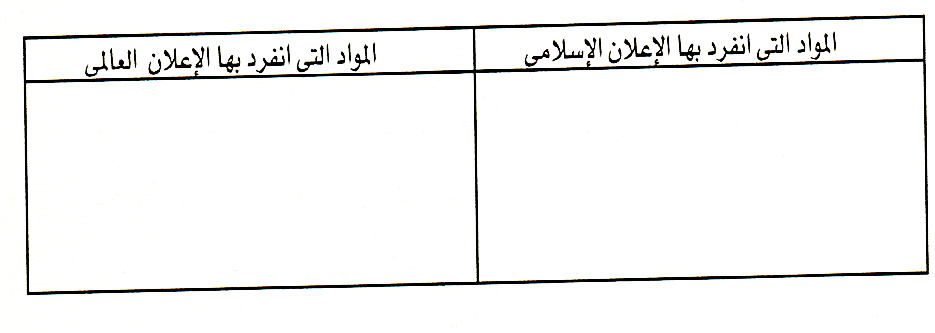 المواد التى انفرد بها الإعلان الإسلامى
المواد التى انفرد بها الإعلان العالمى